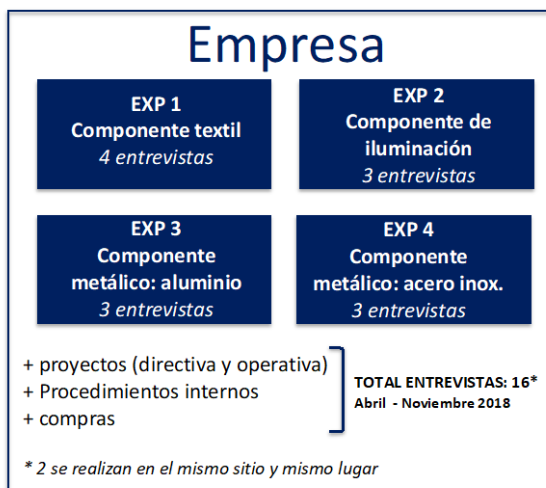 Empresa
EXP 1
Componente textil
4 entrevistas
EXP 2
Componente de
iluminación
3 entrevistas
EXP 3
Componente
metálico: aluminio
3 entrevistas
EXP 4
Componente
metálico: acero inox.
3 entrevistas
+ proyectos (directiva y operativa)
+ Procedimientos internos
+ compras
TOTAL ENTREVISTAS: 16*
Abril - Noviembre 2018
* 2 se realizan en el mismo sitio y mismo lugar